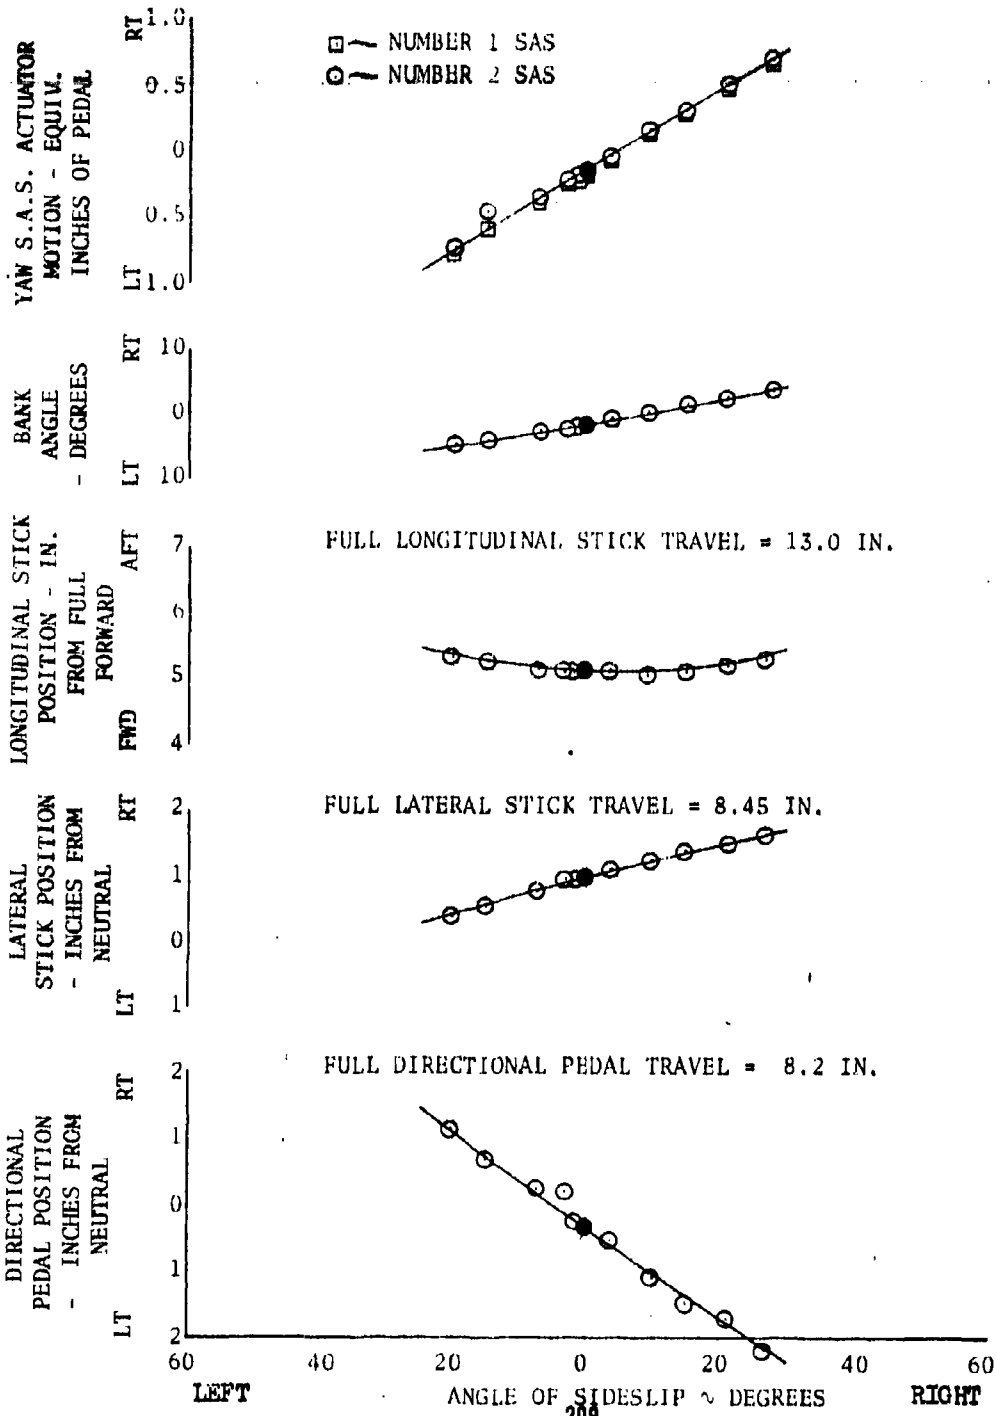 RT
1.0
0.5
0
0.5
1.0
LT
YAW S.A.S. ACTUATOR
MOTION - EQUIV.
INCHES OF PEDAL
NUMBER 1 SAS
NUMBER 2 SAS
RT
10
0
10
LT
BANK
ANGLE
- DEGREES
FULL LONGITUDINAL STICK TRAVEL = 13.0 IN.
AFT
7
6
5
4
FWD
LONGITUDINAL STICK
POSITION - IN.
FROM FULL
FORWARD
FULL LATERAL STICK TRAVEL = 8.45 IN.
RT
2
1
0
1
LT
LATERAL
STICK POSITION
- INCHES FROM
NEUTRAL
FULL DIRECTIONAL PEDAL TRAVEL = 8.2 IN.
RT
2
1
0
1
2
LT
DIRECTIONAL
PEDAL POSITION
- INCHES FROM
NEUTRAL
60 40 20 0 20 40 60
LEFT ANGLE OF SIDESLIP ~ DEGREES RIGHT
209